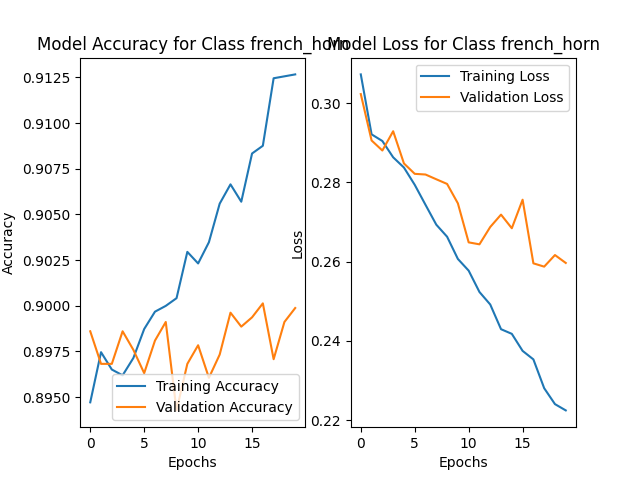 Model Accuracy for Class french_horn
Model Loss for Class french_horn
0.9125
0.9100
0.9075
0.9050
0.9025
0.9000
0.8975
0.8950
Accuracy
Training Accuracy
Validation Accuracy
0 5 10 15
Epochs
0.30
0.28
0.26
0.24
0.22
Loss
Training Loss
Validation Loss
0 5 10 15
Epochs